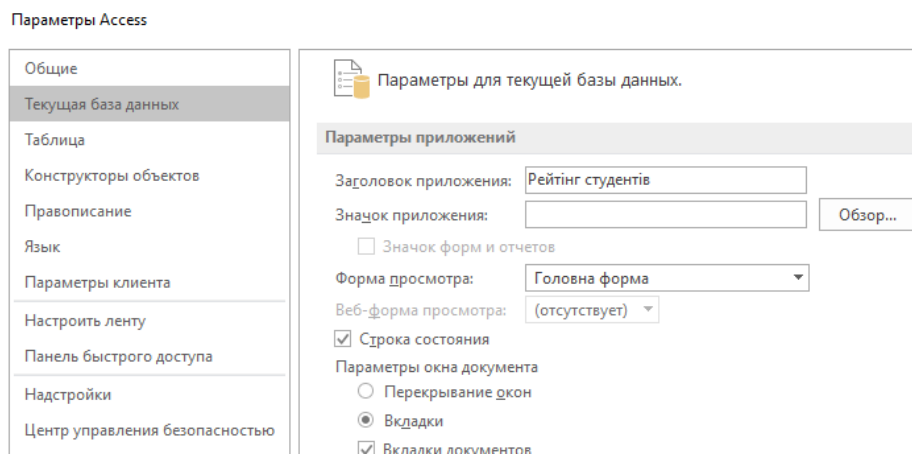 Параметры Access
Общие
Текущая база данных
Таблица
Конструкторы объектов
Правописание
Язык
Параметры клиента
Настроить ленту
Панель быстрого доступа
Надстройки
Центр управления безопасностью
Параметры для текущей базы данных.
Параметры приложений
Заголовок приложения: Рейтінг студентів
Значок приложения: Обзор...
Значок форм и отчетов
Форма просмотра: Головна форма
Веб-форма просмотра: (отсутствует)
Строка состояния
Параметры окна документа
Перекрывание окон
Вкладки
Вкладки документов